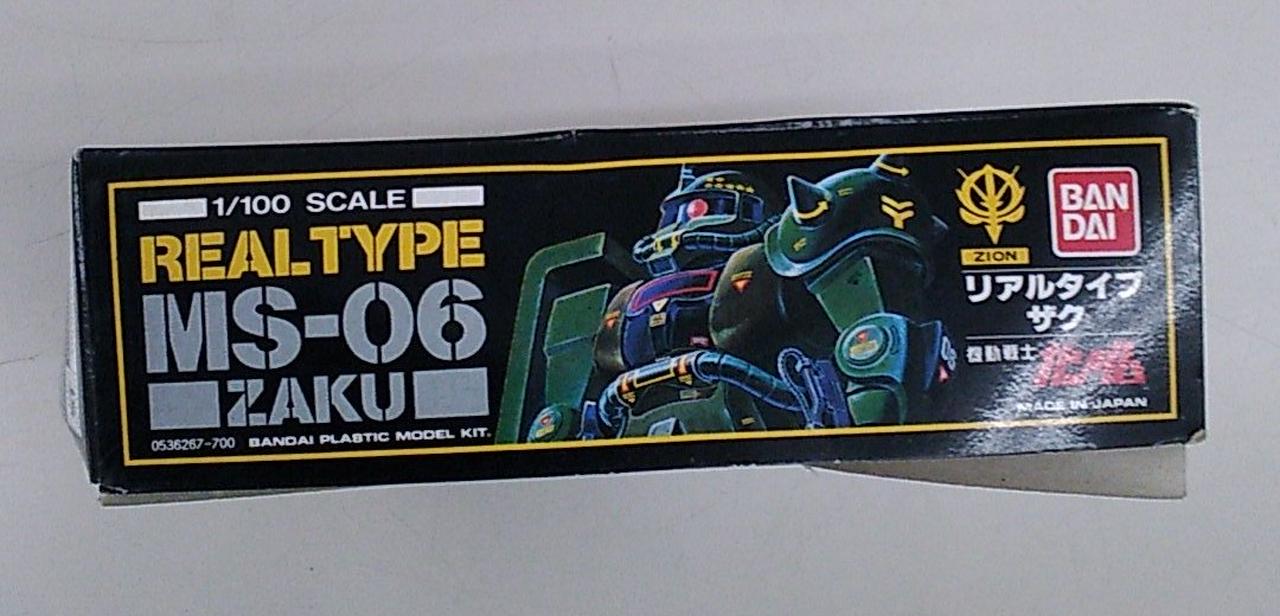 1/100 SCALE
REALTYPE
MS-06
ZAKU
0536267-700 BANDAI PLASTIC MODEL KIT.
ZION
BAN
DAI
リアルタイプ
ザク
機動戦士
MADE IN JAPAN